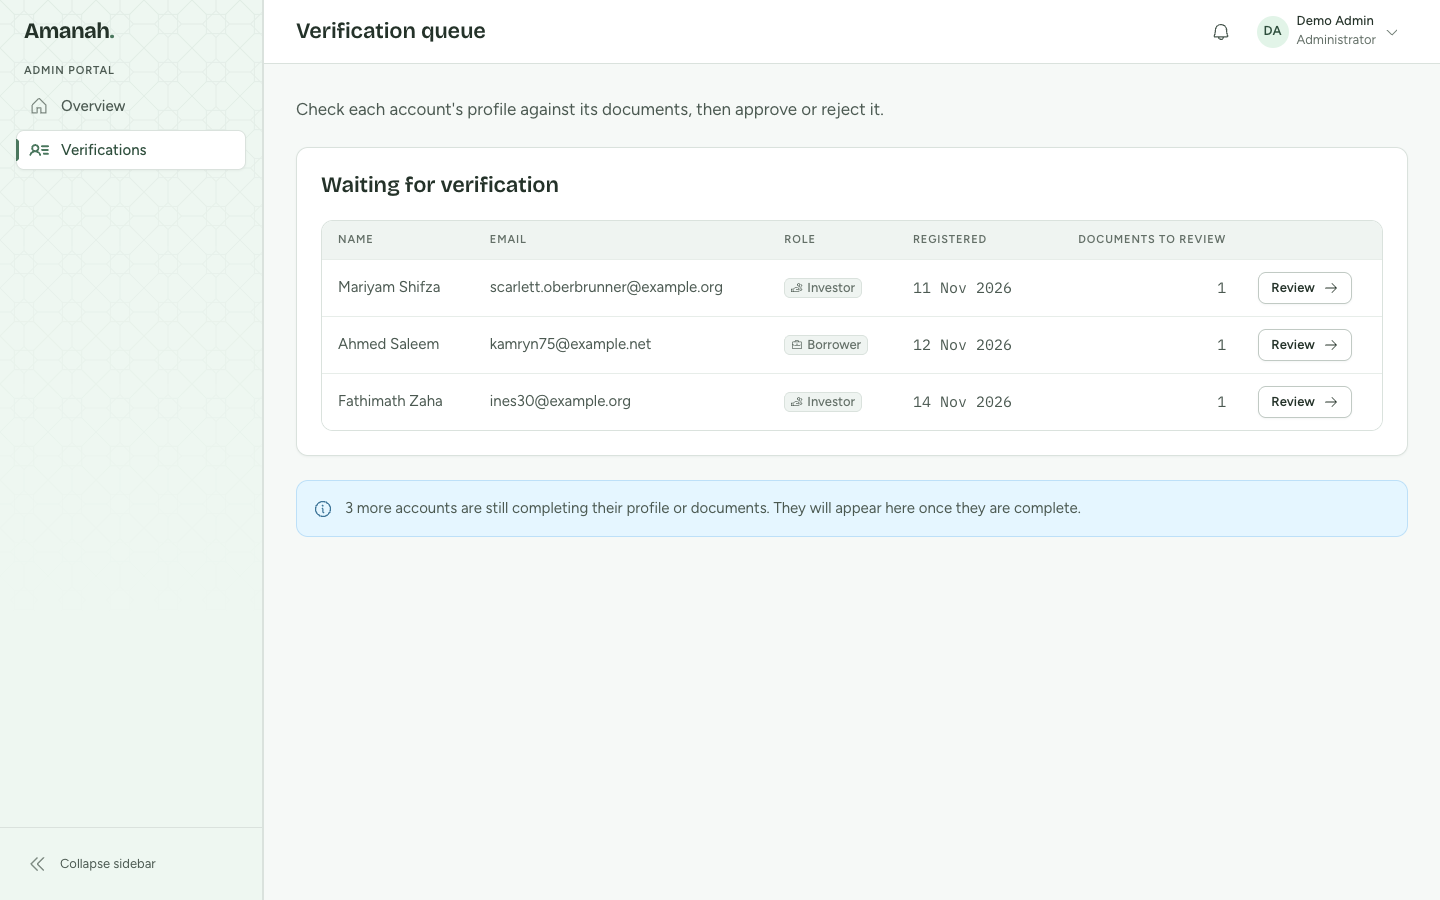 Amanah.
ADMIN PORTAL
Overview
Verifications
Collapse sidebar
Verification queue
DA
Demo Admin
Administrator
Check each account's profile against its documents, then approve or reject it.
Waiting for verification
NAME EMAIL ROLE REGISTERED DOCUMENTS TO REVIEW
Mariyam Shifza scarlett.oberbrunner@example.org Investor 11 Nov 2026 1 Review
Ahmed Saleem kamryn75@example.net Borrower 12 Nov 2026 1 Review
Fathimath Zaha ines30@example.org Investor 14 Nov 2026 1 Review
3 more accounts are still completing their profile or documents. They will appear here once they are complete.